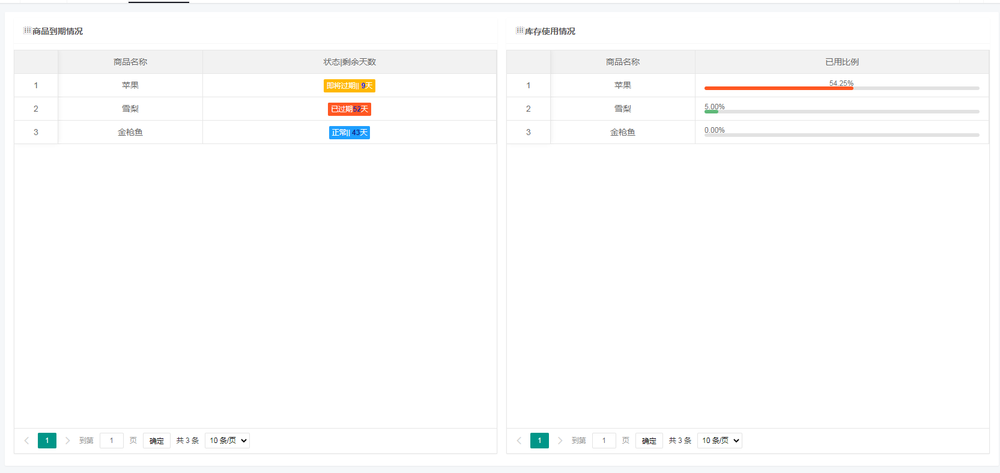 商品到期情况
商品名称 状态|剩余天数
1 苹果 即将过期|| 9天
2 雪梨 已过期52天
3 金枪鱼 正常|| 43天
1 到第 1 页 确定 共 3 条 10 条/页
库存使用情况
商品名称 已用比例
1 苹果 54.25%
2 雪梨 5.00%
3 金枪鱼 0.00%
1 到第 1 页 确定 共 3 条 10 条/页